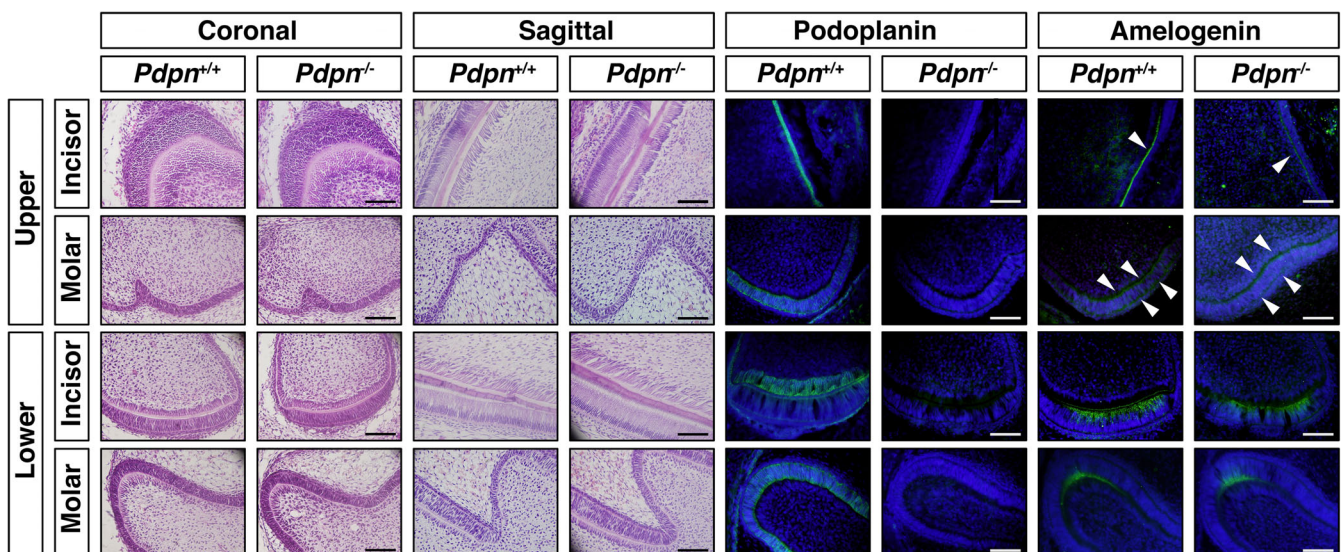 Coronal Sagittal Podoplanin Amelogenin
Pdpn+/+ Pdpn-/- Pdpn+/+ Pdpn-/- Pdpn+/+ Pdpn-/- Pdpn+/+ Pdpn-/-
Upper
Incisor
Molar
Lower
Incisor
Molar